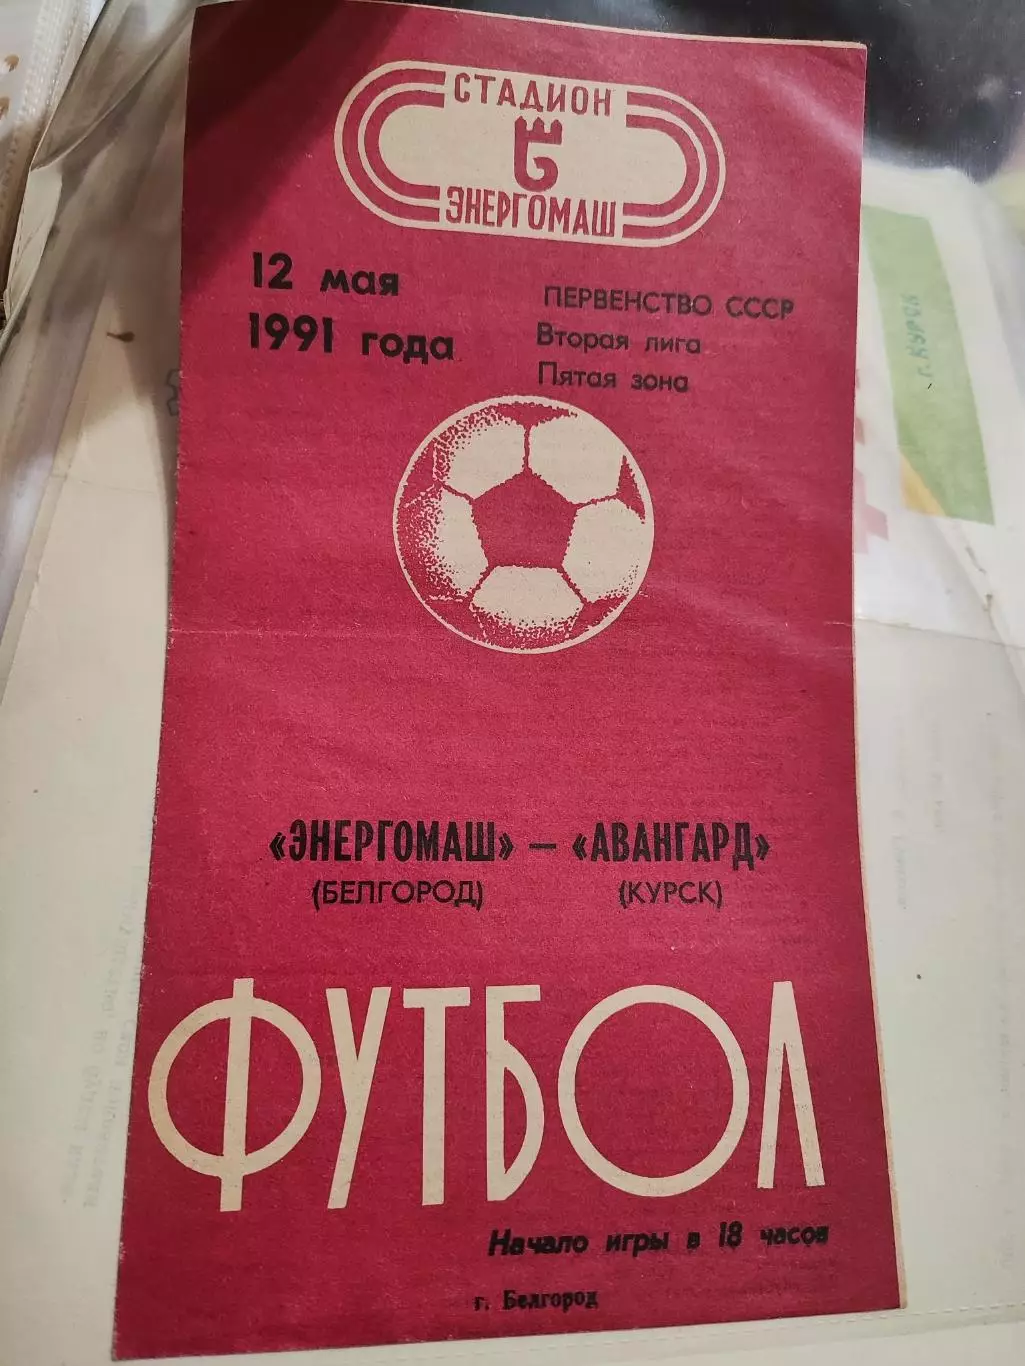 СТАДИОН
ЭНЕРГОМАШ
12 мая
1991 года
ПЕРВЕНСТВО СССР
Вторая лига
Пятая зона
«ЭНЕРГОМАШ» — «АВАНГАРД»
(БЕЛГОРОД) (КУРСК)
ФУТБОЛ
Начало игры в 18 часов
г. Белгород
г. КУРСК